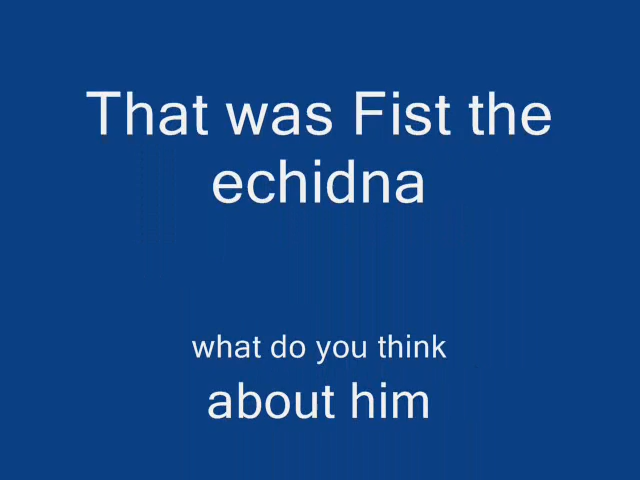 That was Fist the
echidna
what do you think
about him